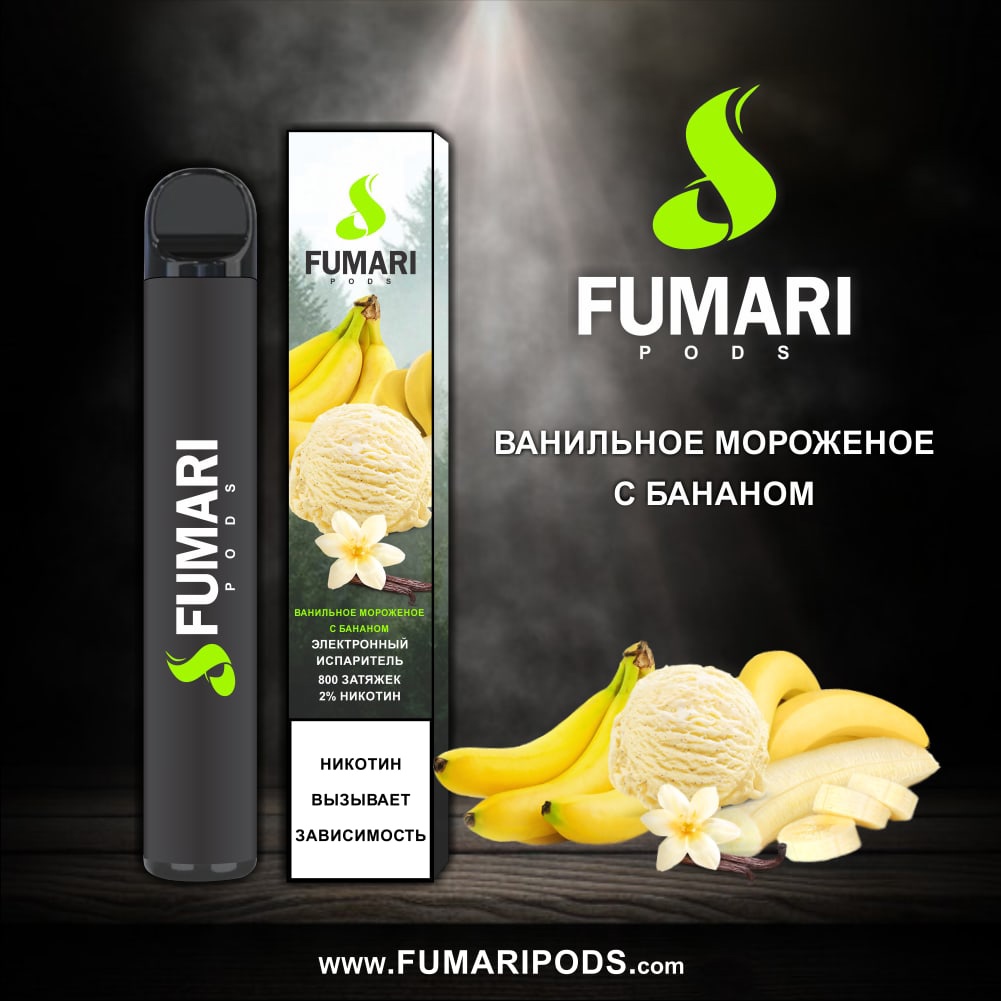 FUMARI
PODS
FUMARI
PODS
ВАНИЛЬНОЕ МОРОЖЕНОЕ
С БАНАНОМ
ЭЛЕКТРОННЫЙ
ИСПАРИТЕЛЬ
800 ЗАТЯЖЕК
2% НИКОТИН
НИКОТИН
ВЫЗЫВАЕТ
ЗАВИСИМОСТЬ
FUMARI
PODS
ВАНИЛЬНОЕ МОРОЖЕНОЕ
С БАНАНОМ
www.FUMARIPODS.com